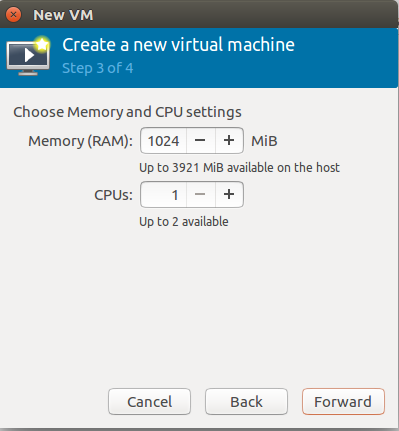 New VM
Create a new virtual machine
Step 3 of 4
Choose Memory and CPU settings
Memory (RAM): 1024 − + MiB
Up to 3921 MiB available on the host
CPUs: 1 − +
Up to 2 available
Cancel Back Forward